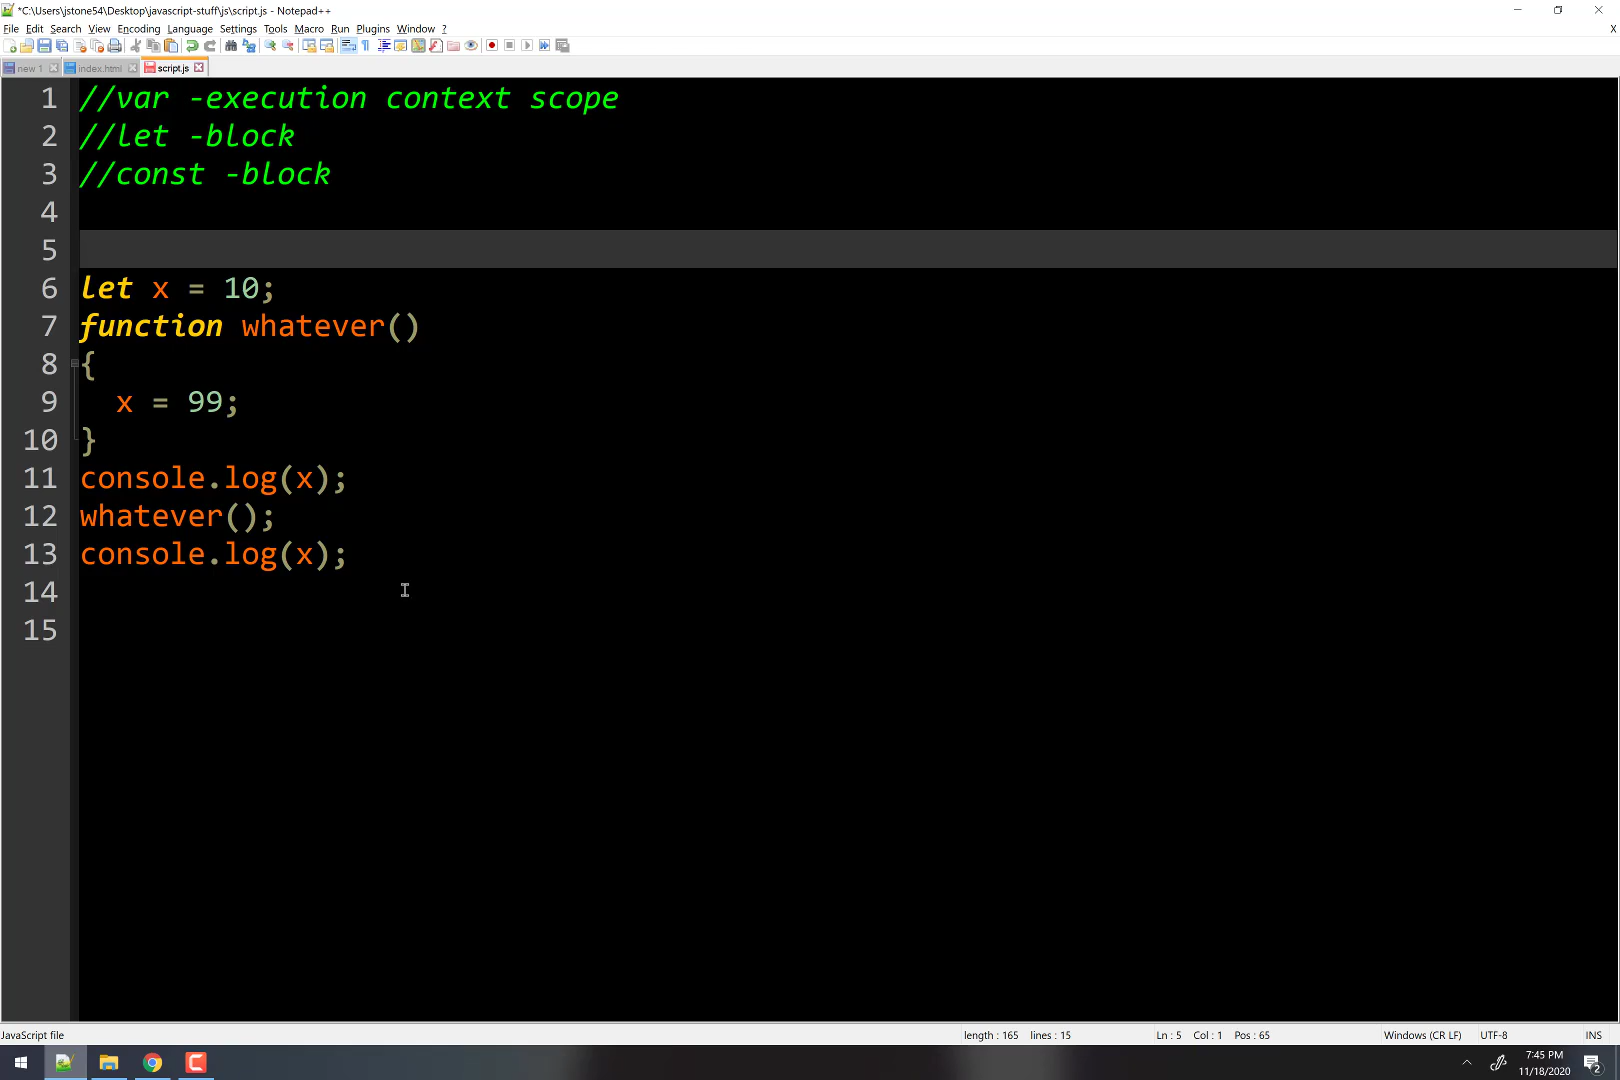 *C:\Users\jstone54\Desktop\javascript-stuff\js\script.js - Notepad++
File Edit Search View Encoding Language Settings Tools Macro Run Plugins Window ? X
new 1 index.html script.js
1 //var -execution context scope
2 //let -block
3 //const -block
4
5
6 let x = 10;
7 function whatever()
8 {
9 x = 99;
10 }
11 console.log(x);
12 whatever();
13 console.log(x);
14
15
JavaScript file length : 165 lines : 15 Ln : 5 Col : 1 Pos : 65 Windows (CR LF) UTF-8 INS
7:45 PM
11/18/2020
2